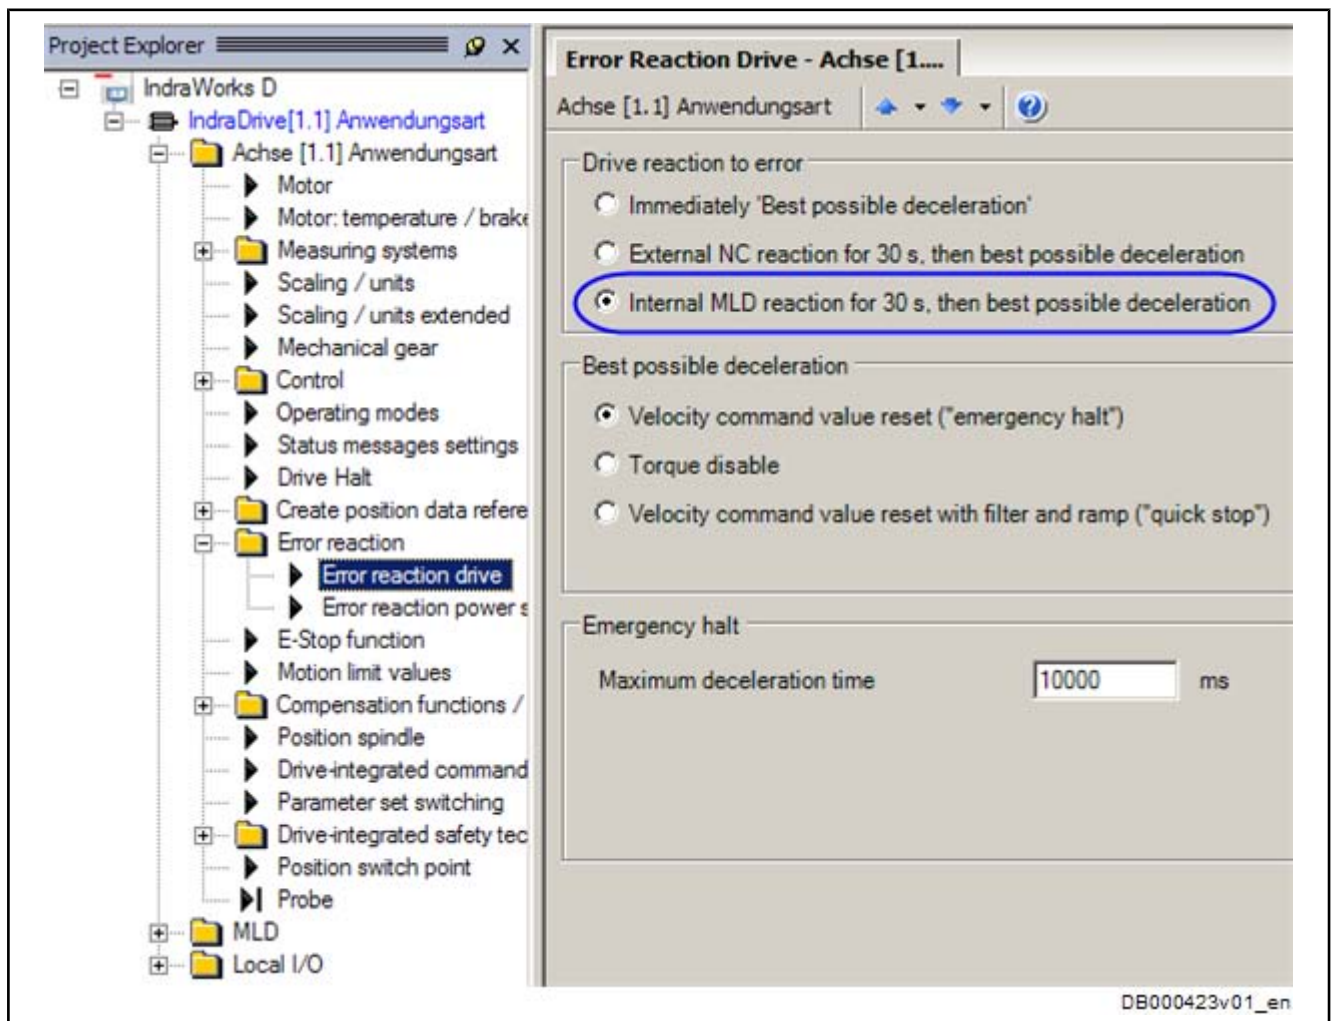 Project Explorer
IndraWorks D
IndraDrive[1.1] Anwendungsart
Achse [1.1] Anwendungsart
Motor
Motor: temperature / brake
Measuring systems
Scaling / units
Scaling / units extended
Mechanical gear
Control
Operating modes
Status messages settings
Drive Halt
Create position data refere
Error reaction
Error reaction drive
Error reaction power s
E-Stop function
Motion limit values
Compensation functions /
Position spindle
Drive-integrated command
Parameter set switching
Drive-integrated safety tec
Position switch point
Probe
MLD
Local I/O
Error Reaction Drive - Achse [1....
Achse [1.1] Anwendungsart
Drive reaction to error
Immediately 'Best possible deceleration'
External NC reaction for 30 s, then best possible deceleration
Internal MLD reaction for 30 s, then best possible deceleration
Best possible deceleration
Velocity command value reset ("emergency halt")
Torque disable
Velocity command value reset with filter and ramp ("quick stop")
Emergency halt
Maximum deceleration time 10000 ms
DB000423v01_en